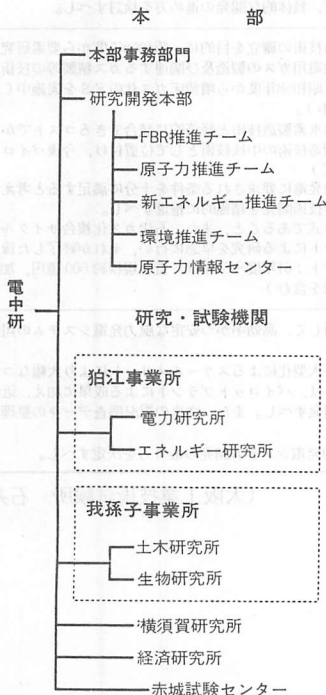 本部
本部事務部門
研究開発本部
FBR推進チーム
原子力推進チーム
新エネルギー推進チーム
環境推進チーム
原子力情報センター
電中研
研究・試験機関
狛江事業所
電力研究所
エネルギー研究所
我孫子事業所
土木研究所
生物研究所
横須賀研究所
経済研究所
赤城試験センター